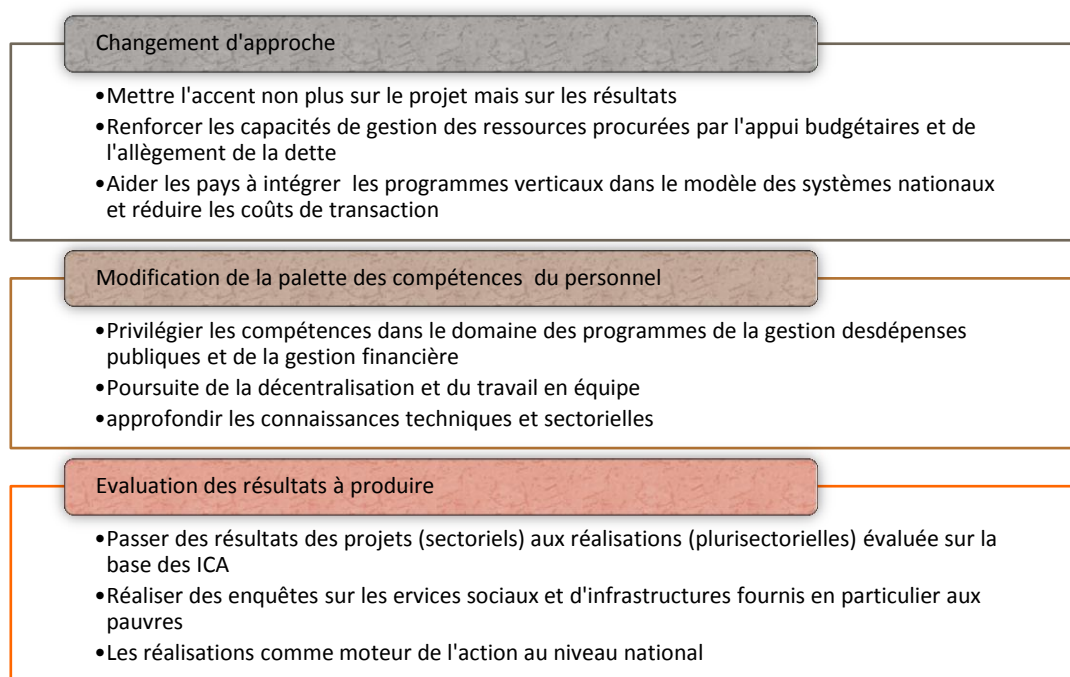 Changement d'approche
•Mettre l'accent non plus sur le projet mais sur les résultats
•Renforcer les capacités de gestion des ressources procurées par l'appui budgétaires et de
l'allègement de la dette
•Aider les pays à intégrer  les programmes verticaux dans le modèle des systèmes nationaux
et réduire les coûts de transaction
Modification de la palette des compétences  du personnel
•Privilégier les compétences dans le domaine des programmes de la gestion desdépenses
publiques et de la gestion financière
•Poursuite de la décentralisation et du travail en équipe
•approfondir les connaissances techniques et sectorielles
Evaluation des résultats à produire
•Passer des résultats des projets (sectoriels) aux réalisations (plurisectorielles) évaluée sur la
base des ICA
•Réaliser des enquêtes sur les ervices sociaux et d'infrastructures fournis en particulier aux
pauvres
•Les réalisations comme moteur de l'action au niveau national